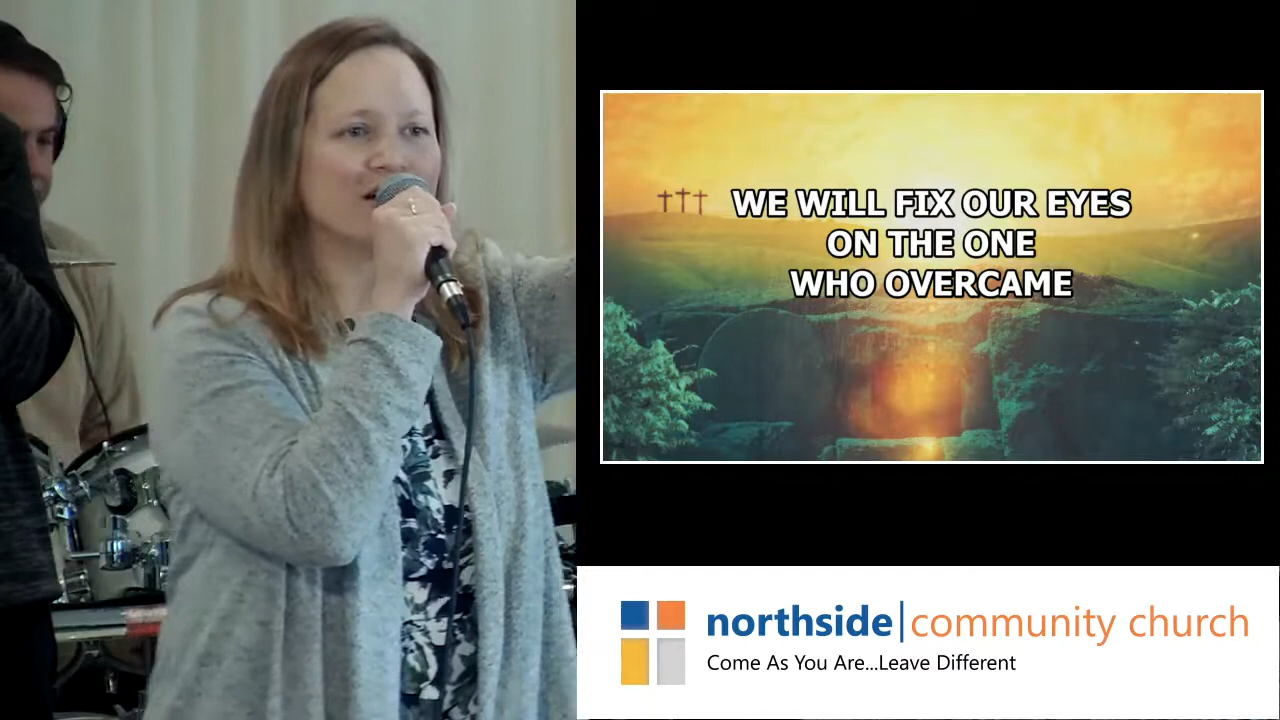 WE WILL FIX OUR EYES
ON THE ONE
WHO OVERCAME
northside|community church
Come As You Are...Leave Different